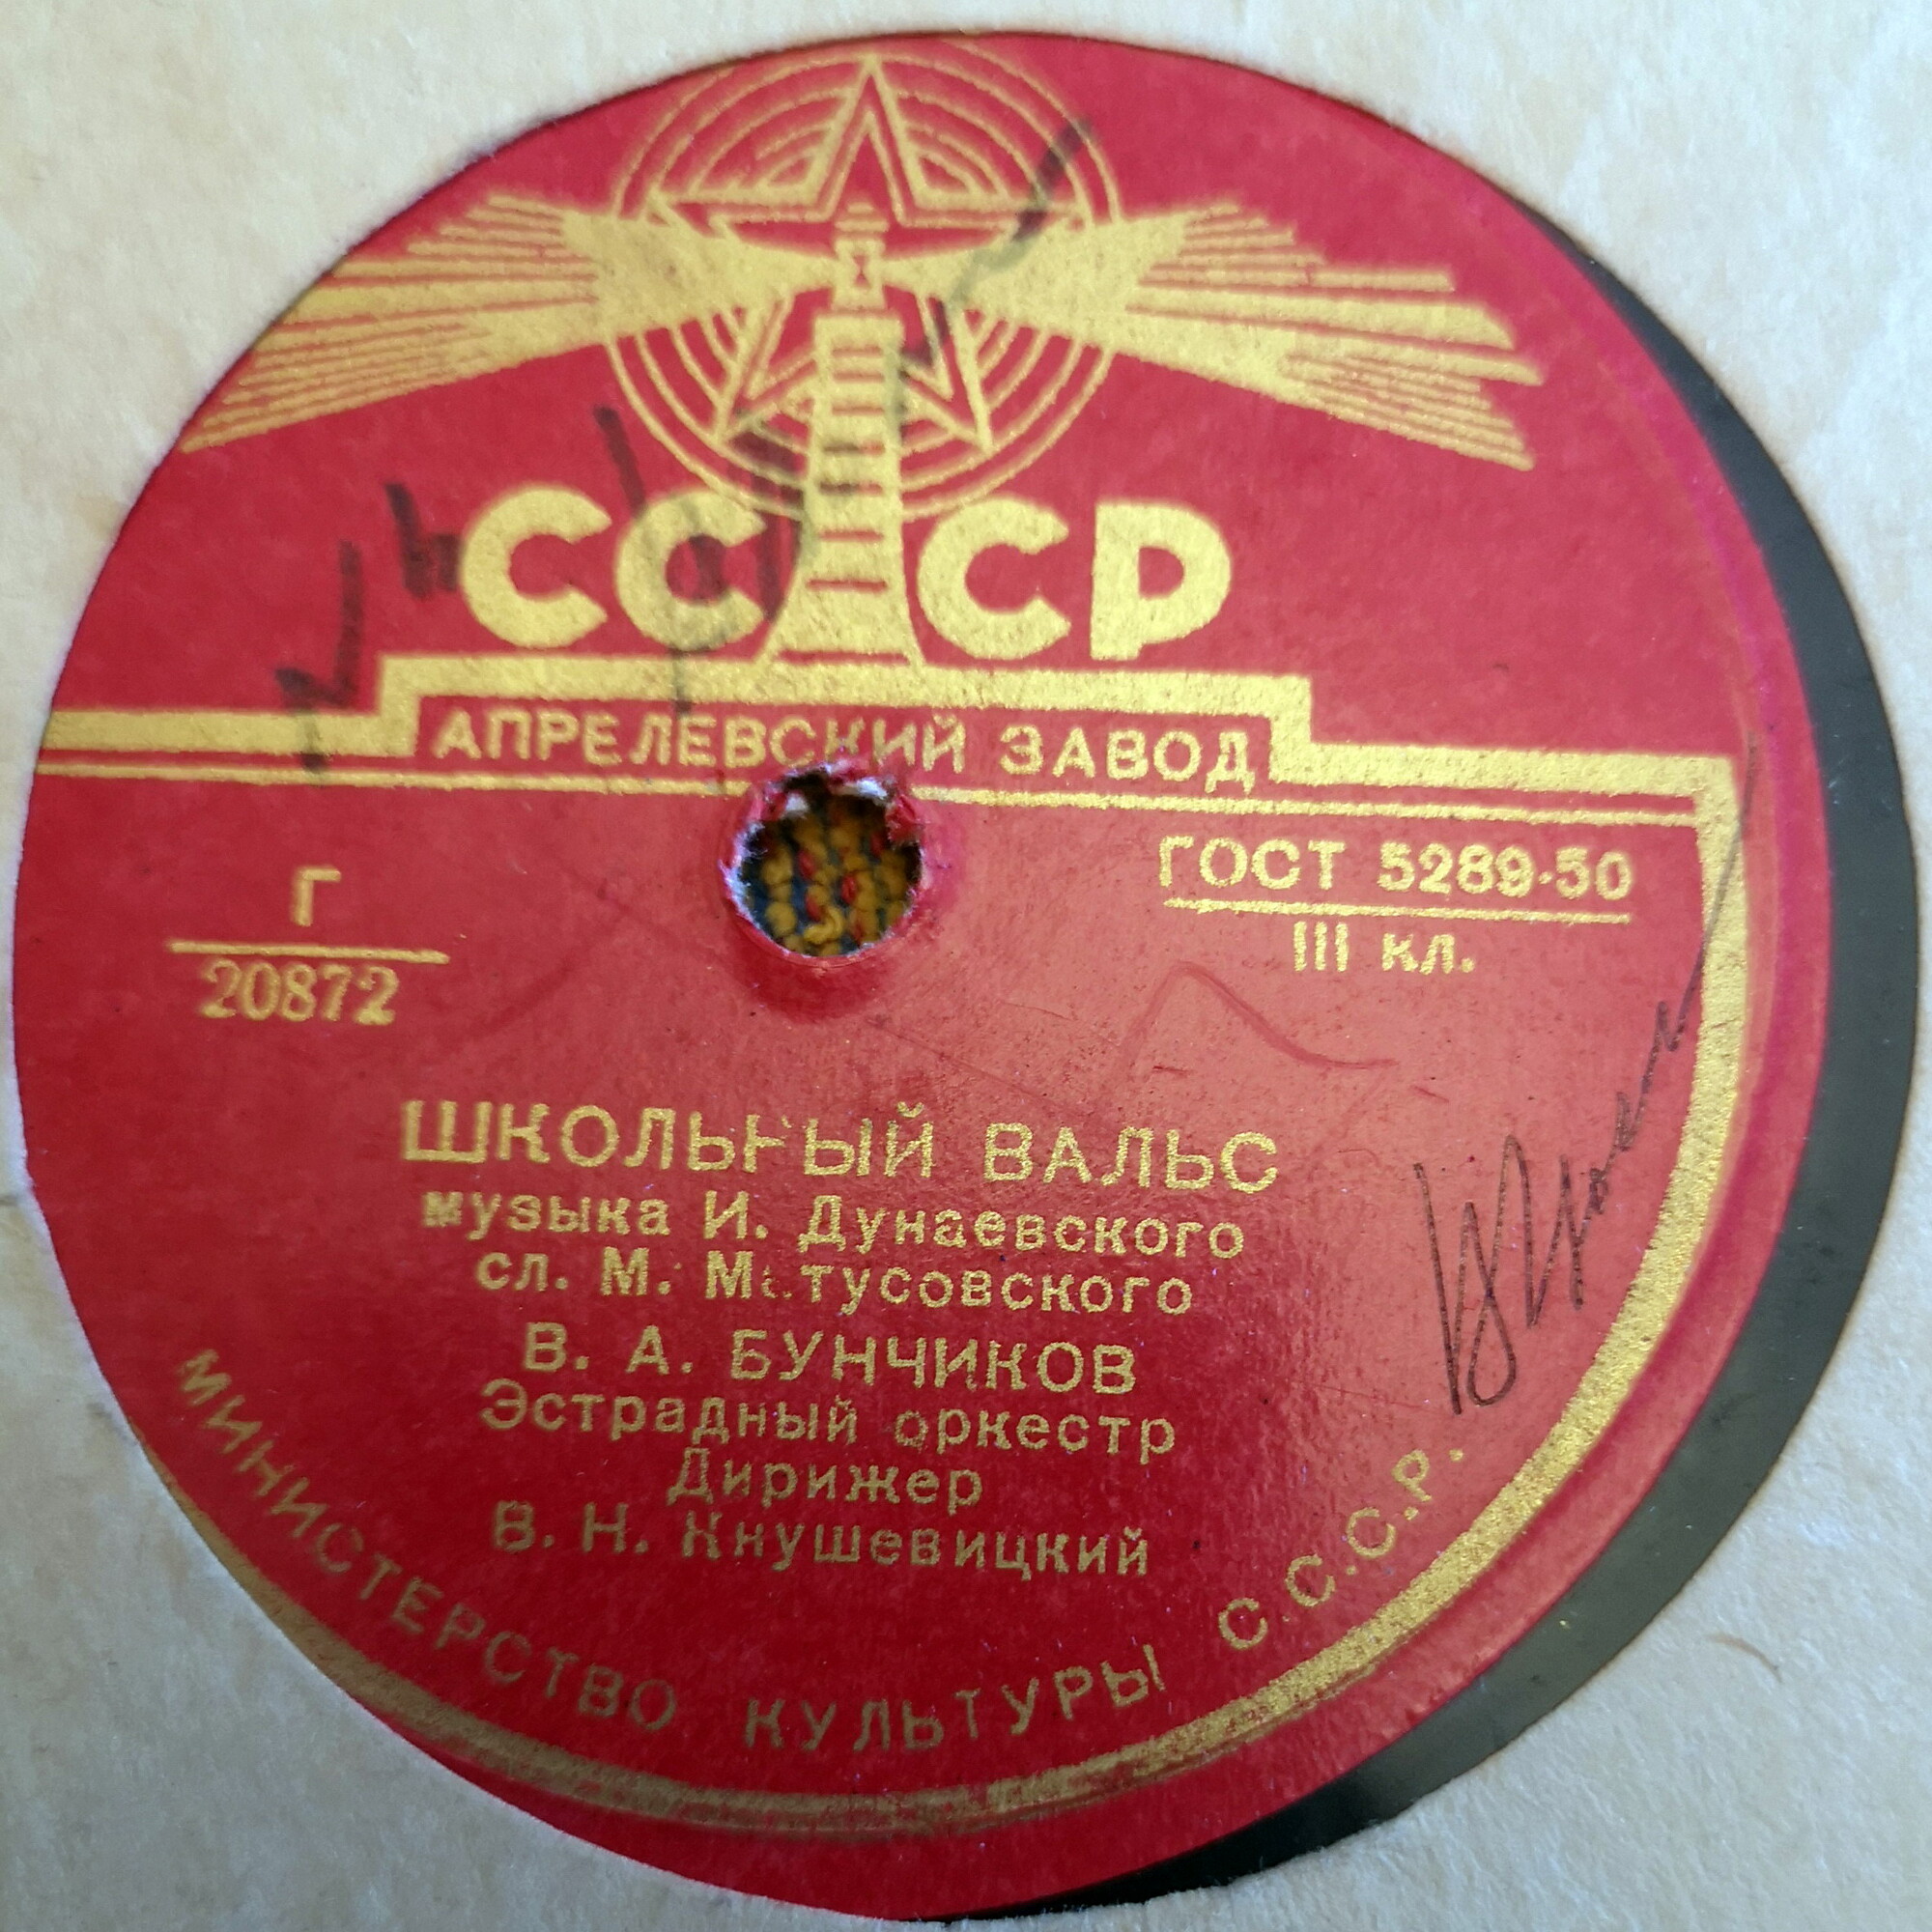 СССР
АПРЕЛЕВСКИЙ ЗАВОД
ГОСТ 5289-50
III кл.
Г
20872
ШКОЛЬНЫЙ ВАЛЬС
музыка И. Дунаевского
сл. М. Матусовского
В. А. БУНЧИКОВ
Эстрадный оркестр
Дирижер
В. Н. Кнушевицкий
МИНИСТЕРСТВО КУЛЬТУРЫ С.С.С.Р.